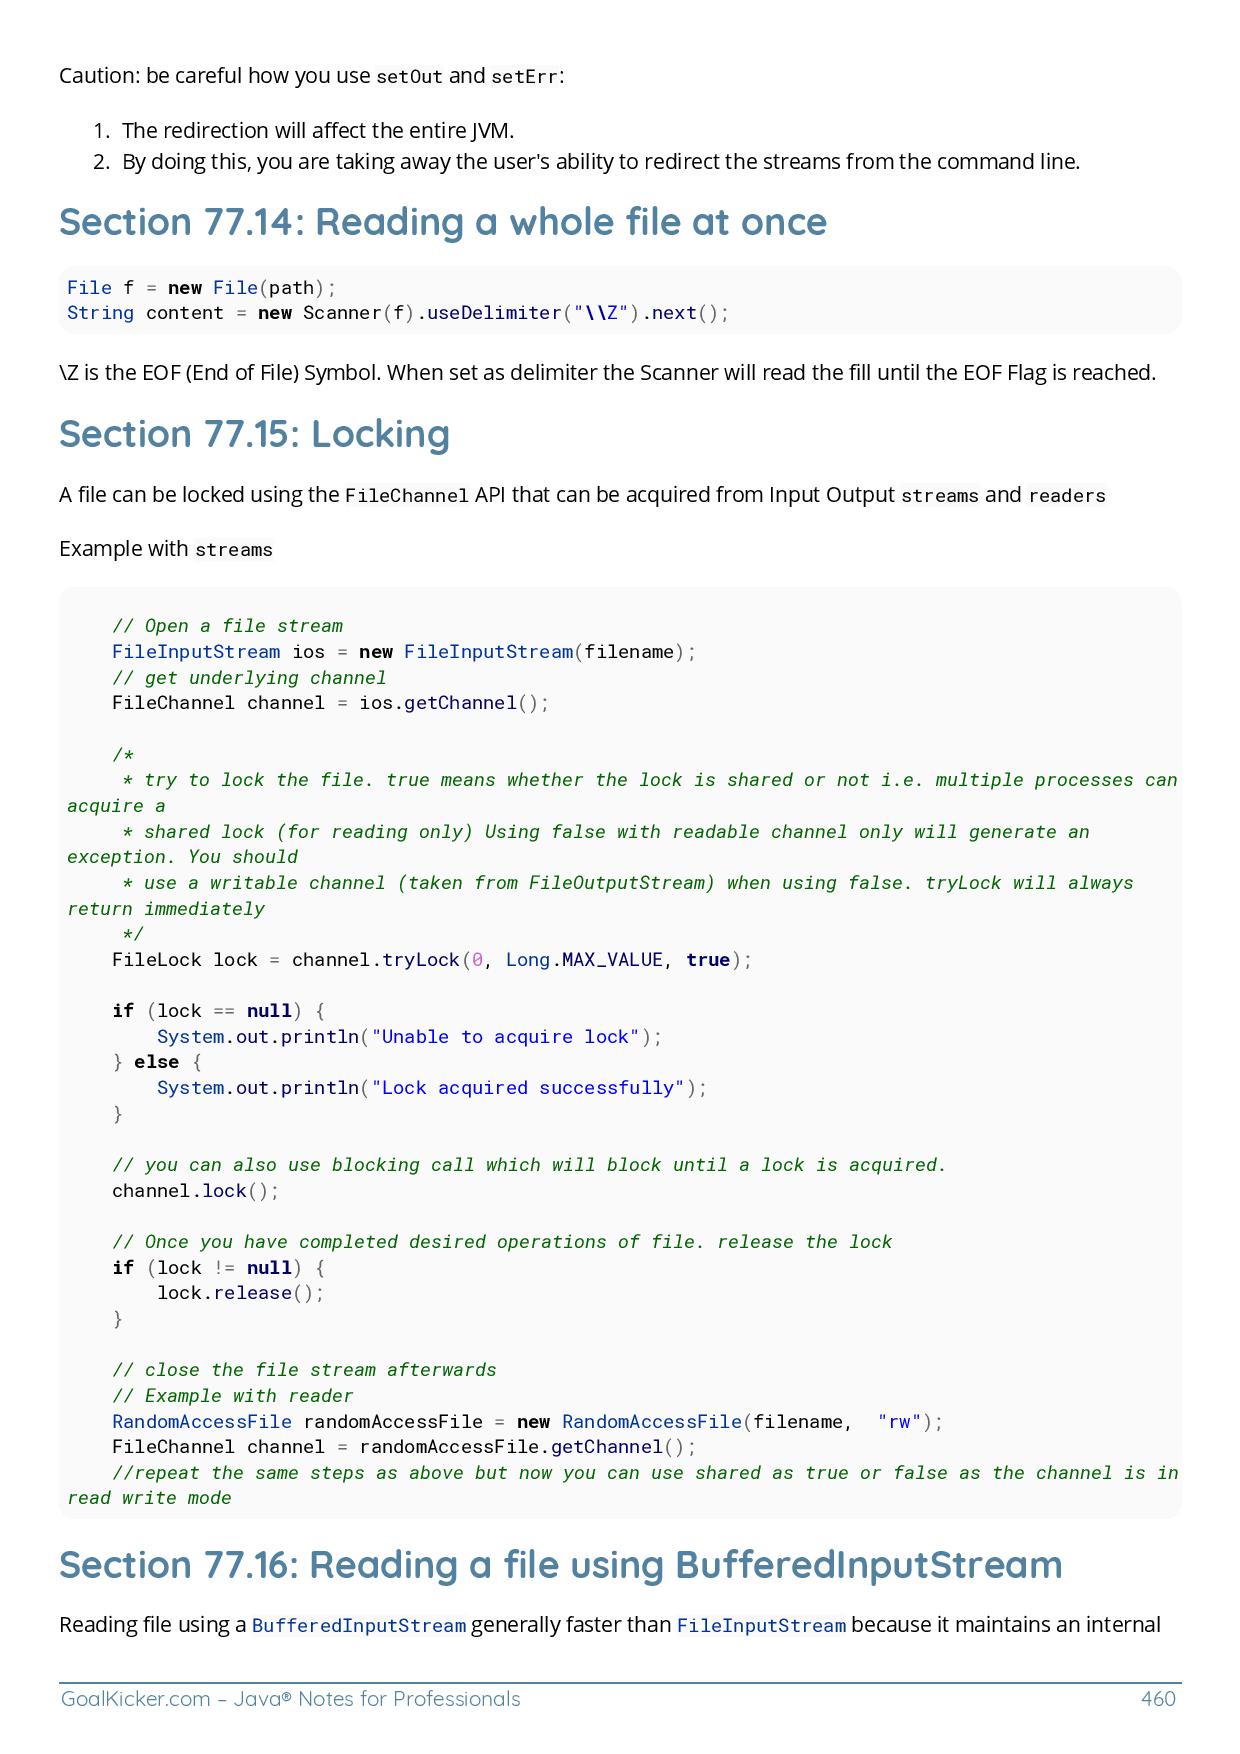 Caution: be careful how you use setOut and setErr:
1. The redirection will affect the entire JVM.
2. By doing this, you are taking away the user's ability to redirect the streams from the command line.
Section 77.14: Reading a whole file at once
File f = new File(path);
String content = new Scanner(f).useDelimiter("\\Z").next();
\Z is the EOF (End of File) Symbol. When set as delimiter the Scanner will read the fill until the EOF Flag is reached.
Section 77.15: Locking
A file can be locked using the FileChannel API that can be acquired from Input Output streams and readers
Example with streams
// Open a file stream
FileInputStream ios = new FileInputStream(filename);
// get underlying channel
FileChannel channel = ios.getChannel();
/*
* try to lock the file. true means whether the lock is shared or not i.e. multiple processes can
acquire a
* shared lock (for reading only) Using false with readable channel only will generate an
exception. You should
* use a writable channel (taken from FileOutputStream) when using false. tryLock will always
return immediately
*/
FileLock lock = channel.tryLock(0, Long.MAX_VALUE, true);
if (lock == null) {
System.out.println("Unable to acquire lock");
} else {
System.out.println("Lock acquired successfully");
}
// you can also use blocking call which will block until a lock is acquired.
channel.lock();
// Once you have completed desired operations of file. release the lock
if (lock != null) {
lock.release();
}
// close the file stream afterwards
// Example with reader
RandomAccessFile randomAccessFile = new RandomAccessFile(filename, "rw");
FileChannel channel = randomAccessFile.getChannel();
//repeat the same steps as above but now you can use shared as true or false as the channel is in
read write mode
Section 77.16: Reading a file using BufferedInputStream
Reading file using a BufferedInputStream generally faster than FileInputStream because it maintains an internal
GoalKicker.com – Java® Notes for Professionals 460